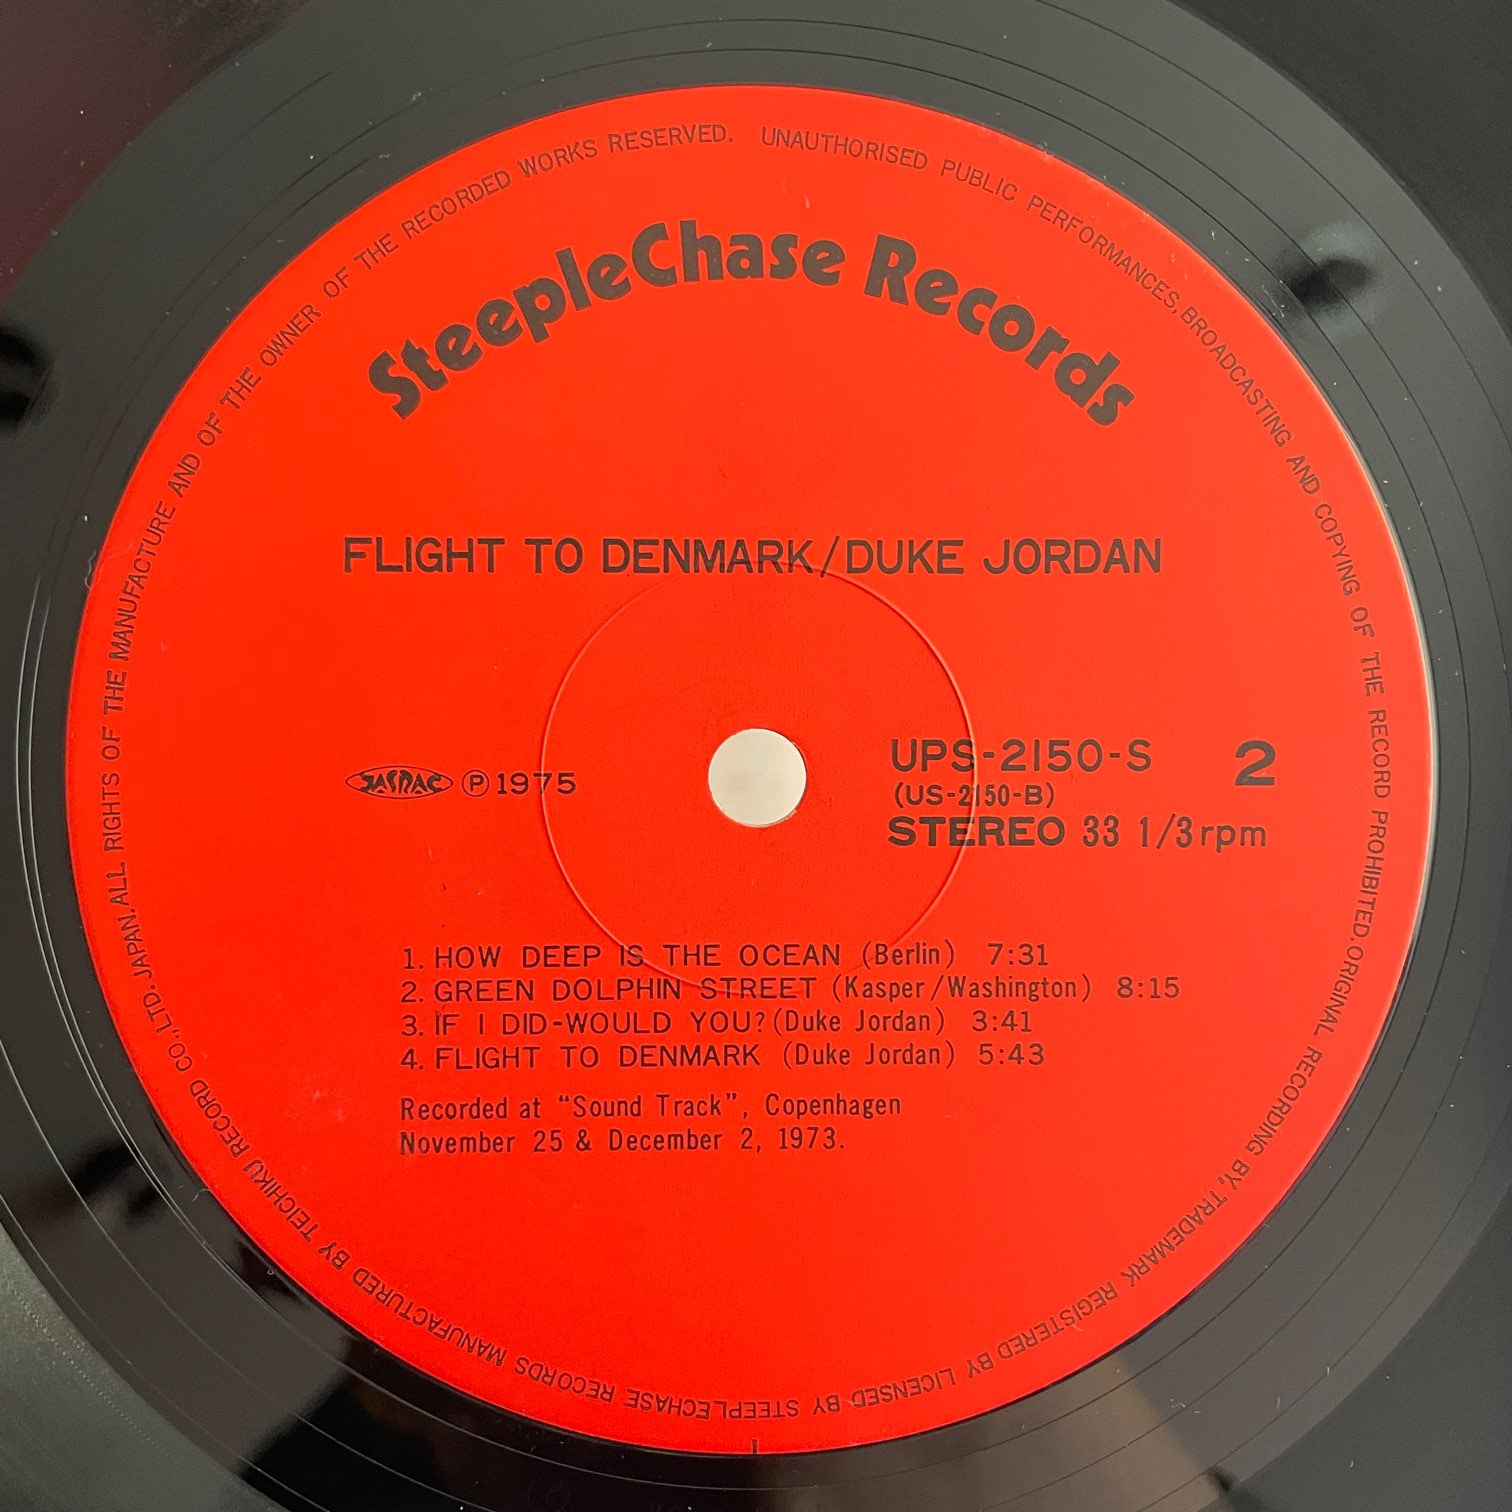 ALL RIGHTS OF THE MANUFACTURE AND OF THE OWNER OF THE RECORDED WORKS RESERVED. UNAUTHORISED PUBLIC PERFORMANCES, BROADCASTING AND COPYING OF THE RECORD PROHIBITED. ORIGINAL RECORDING BY, TRADEMARK REGISTERED BY LICENSED BY STEEPLECHASE RECORDS MANUFACTURED BY TEICHIKU RECORD CO., LTD. JAPAN.
SteepleChase Records
FLIGHT TO DENMARK/DUKE JORDAN
JASRAC Ⓟ 1975
UPS-2150-S 2
(US-2150-B)
STEREO 33 1/3 rpm
1. HOW DEEP IS THE OCEAN (Berlin) 7:31
2. GREEN DOLPHIN STREET (Kasper/Washington) 8:15
3. IF I DID-WOULD YOU? (Duke Jordan) 3:41
4. FLIGHT TO DENMARK (Duke Jordan) 5:43
Recorded at "Sound Track", Copenhagen
November 25 & December 2, 1973.
1